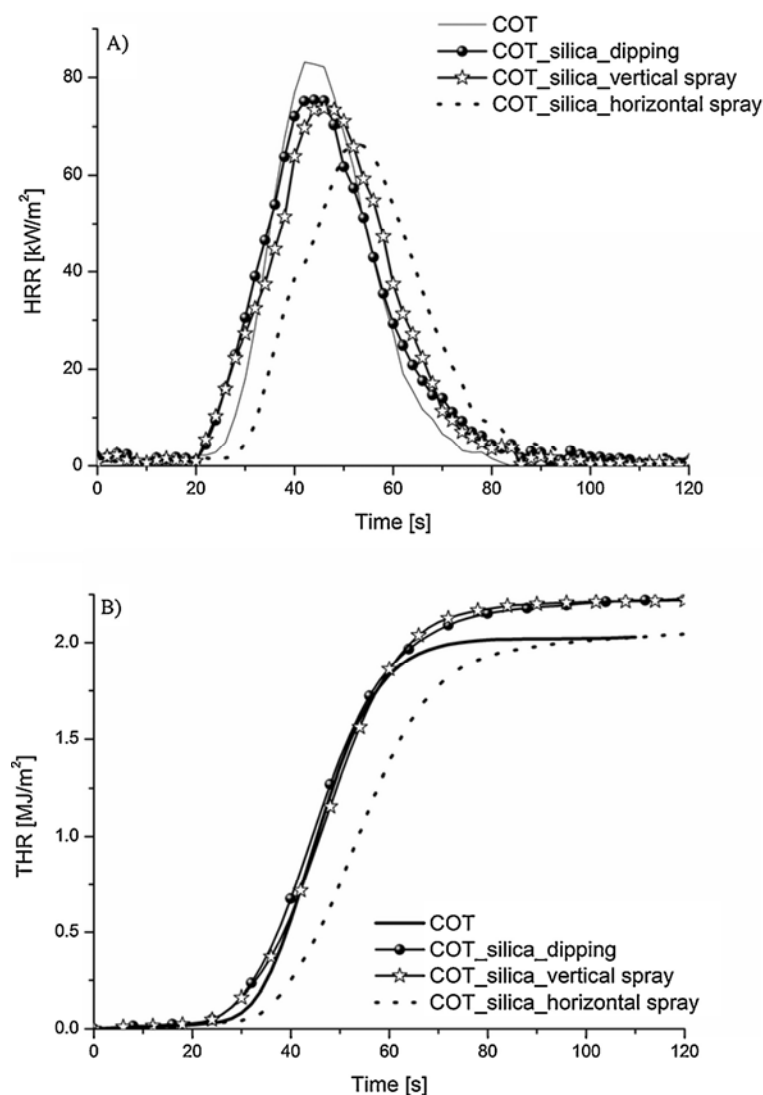 A)
COT
COT_silica_dipping
COT_silica_vertical spray
COT_silica_horizontal spray
HRR [kW/m²]
80
60
40
20
0
0 20 40 60 80 100 120
Time [s]
B)
THR [MJ/m²]
2.0
1.5
1.0
0.5
0.0
COT
COT_silica_dipping
COT_silica_vertical spray
COT_silica_horizontal spray
0 20 40 60 80 100 120
Time [s]